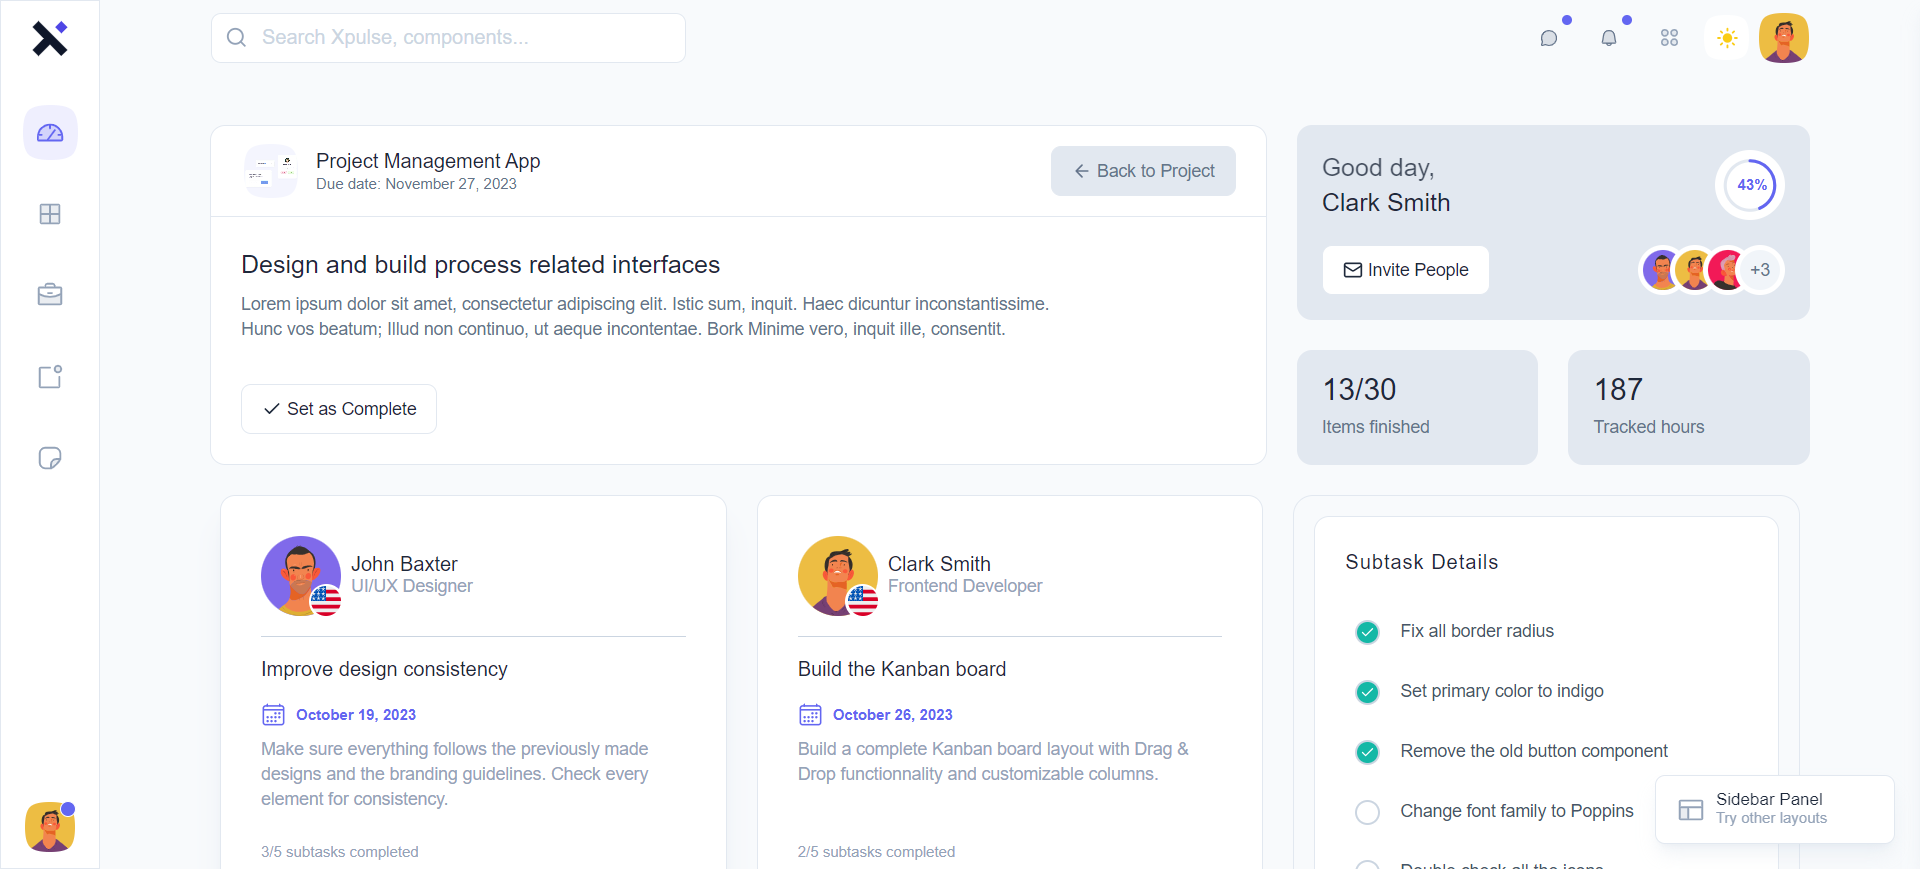 Search Xpulse, components...
Project Management App
Due date: November 27, 2023
Back to Project
Design and build process related interfaces
Lorem ipsum dolor sit amet, consectetur adipiscing elit. Istic sum, inquit. Haec dicuntur inconstantissime.
Hunc vos beatum; Illud non continuo, ut aeque incontentae. Bork Minime vero, inquit ille, consentit.
Set as Complete
Good day,
Clark Smith
43%
Invite People
+3
13/30
Items finished
187
Tracked hours
John Baxter
UI/UX Designer
Improve design consistency
October 19, 2023
Make sure everything follows the previously made
designs and the branding guidelines. Check every
element for consistency.
3/5 subtasks completed
Clark Smith
Frontend Developer
Build the Kanban board
October 26, 2023
Build a complete Kanban board layout with Drag &
Drop functionnality and customizable columns.
2/5 subtasks completed
Subtask Details
Fix all border radius
Set primary color to indigo
Remove the old button component
Change font family to Poppins
Double check all the icons
Sidebar Panel
Try other layouts